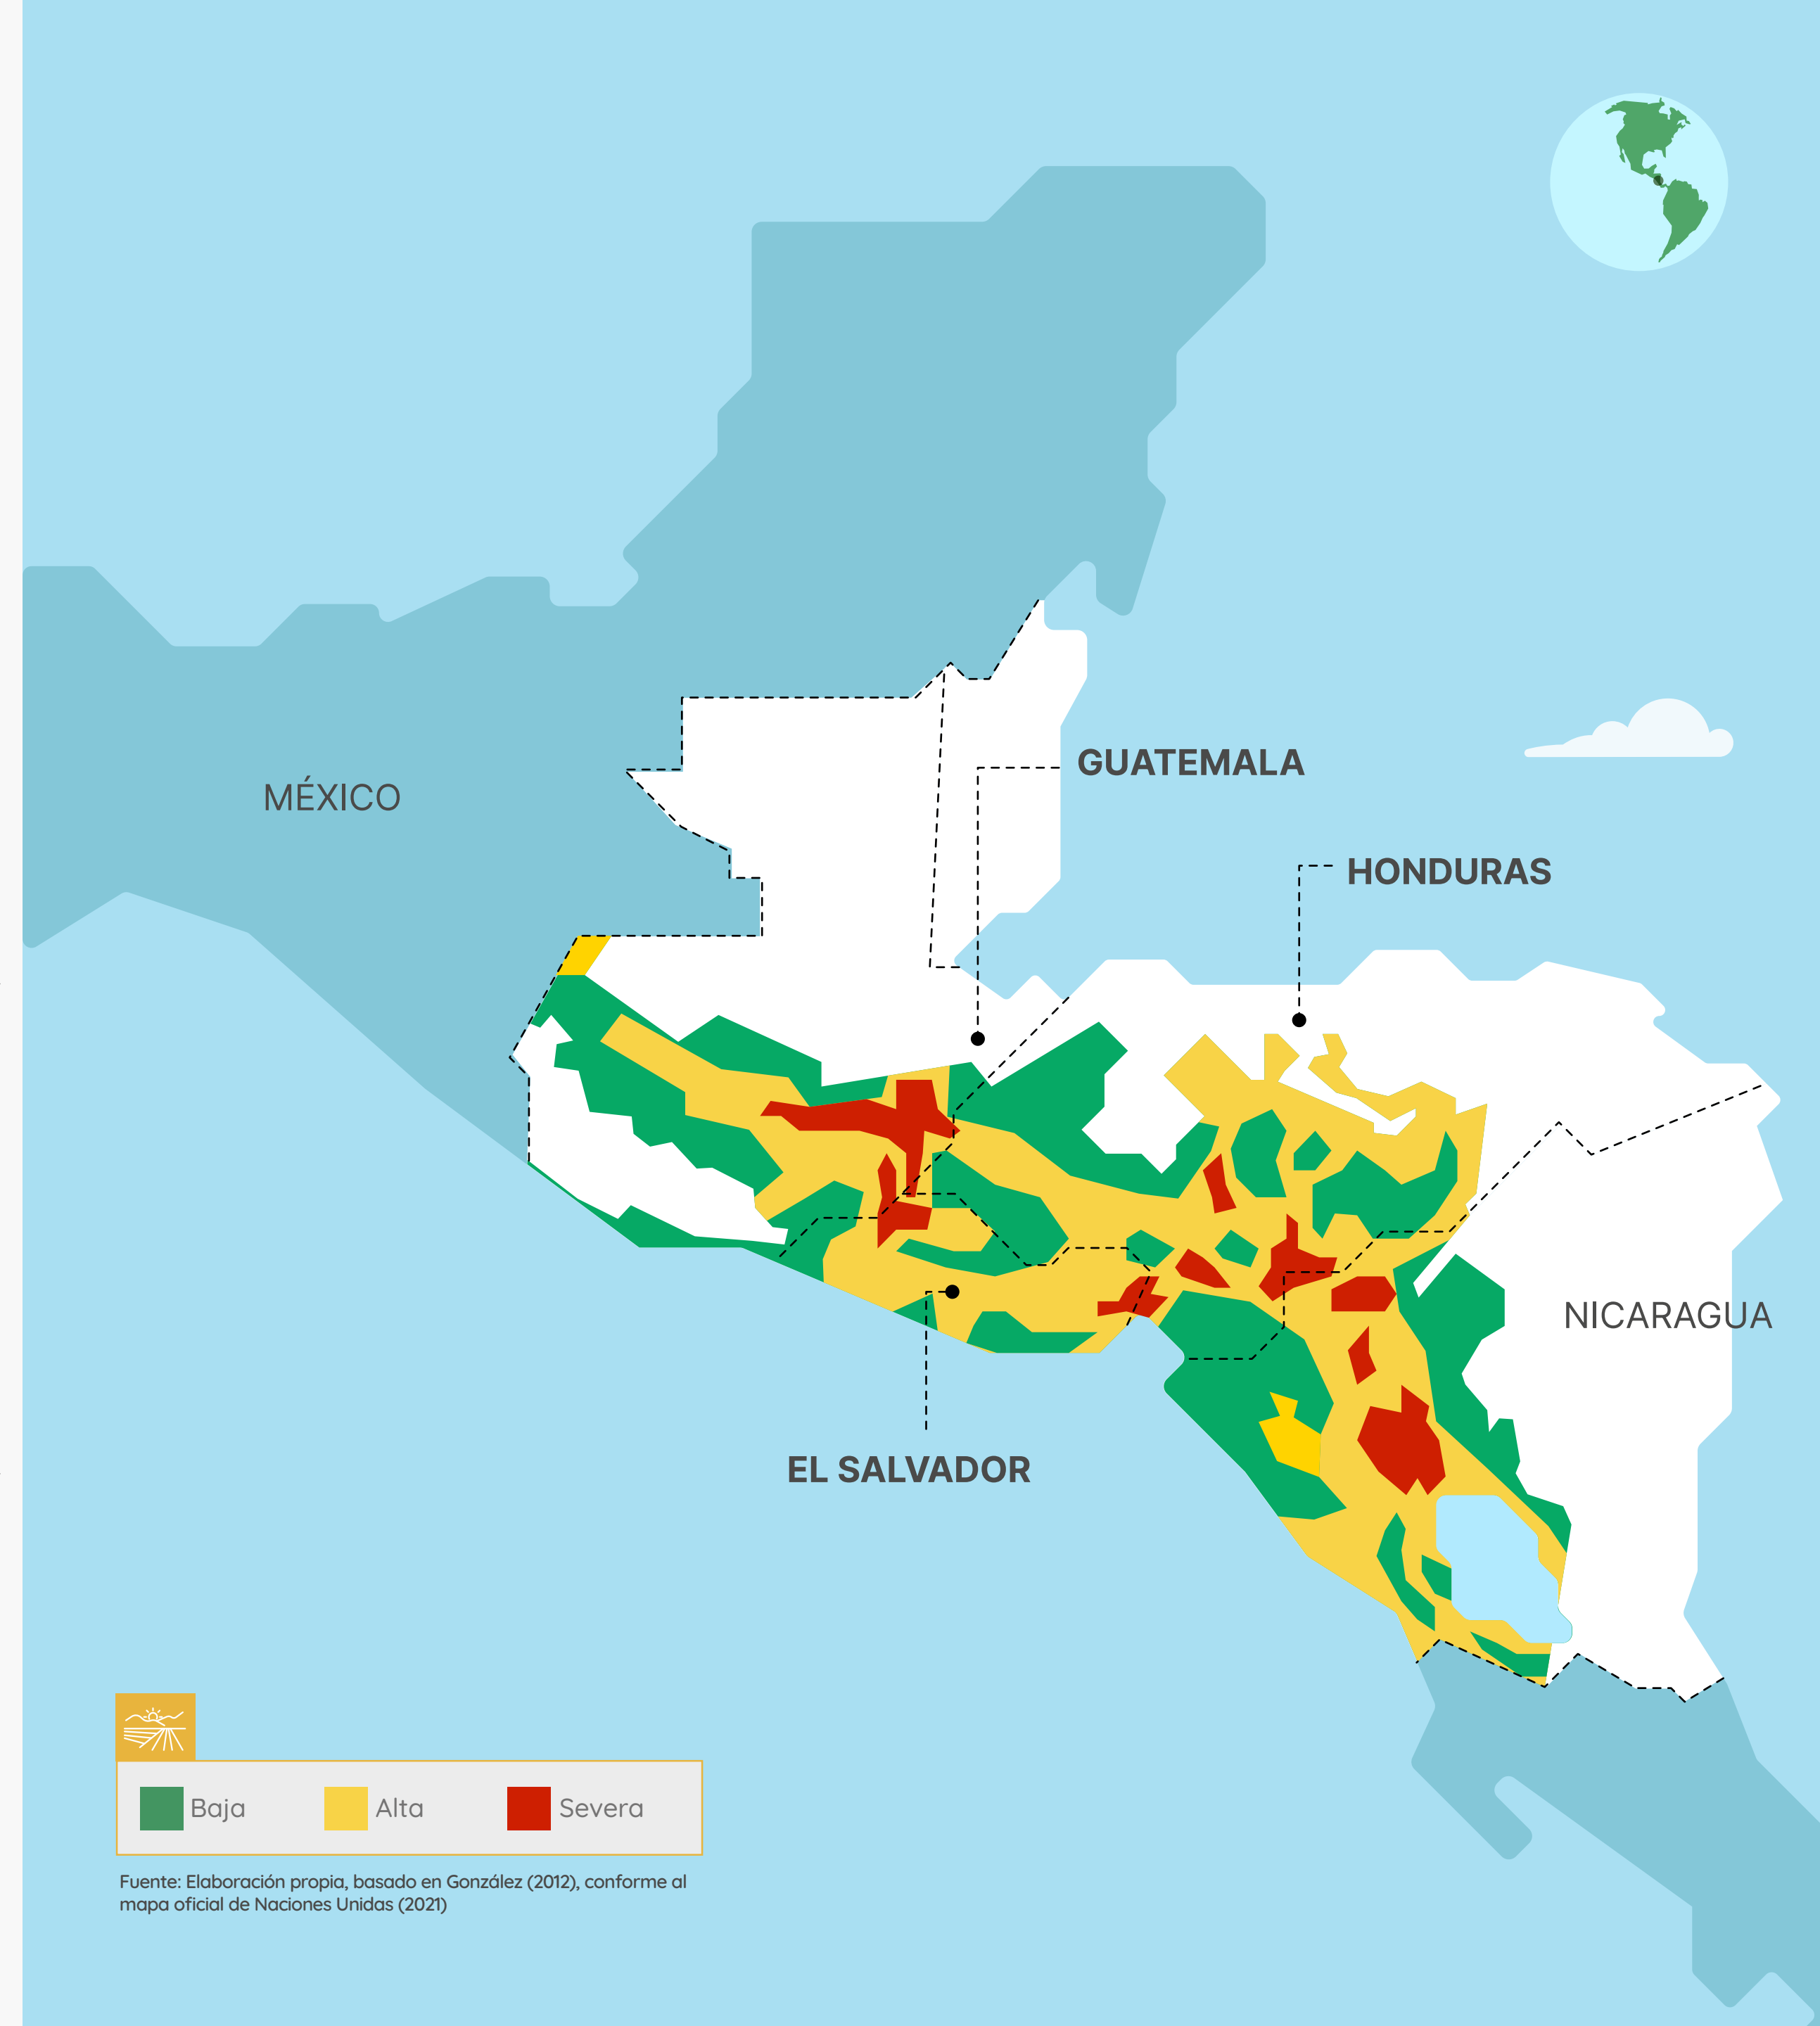 MÉXICO
GUATEMALA
HONDURAS
NICARAGUA
EL SALVADOR
Baja
Alta
Severa
Fuente: Elaboración propia, basado en González (2012), conforme al
mapa oficial de Naciones Unidas (2021)